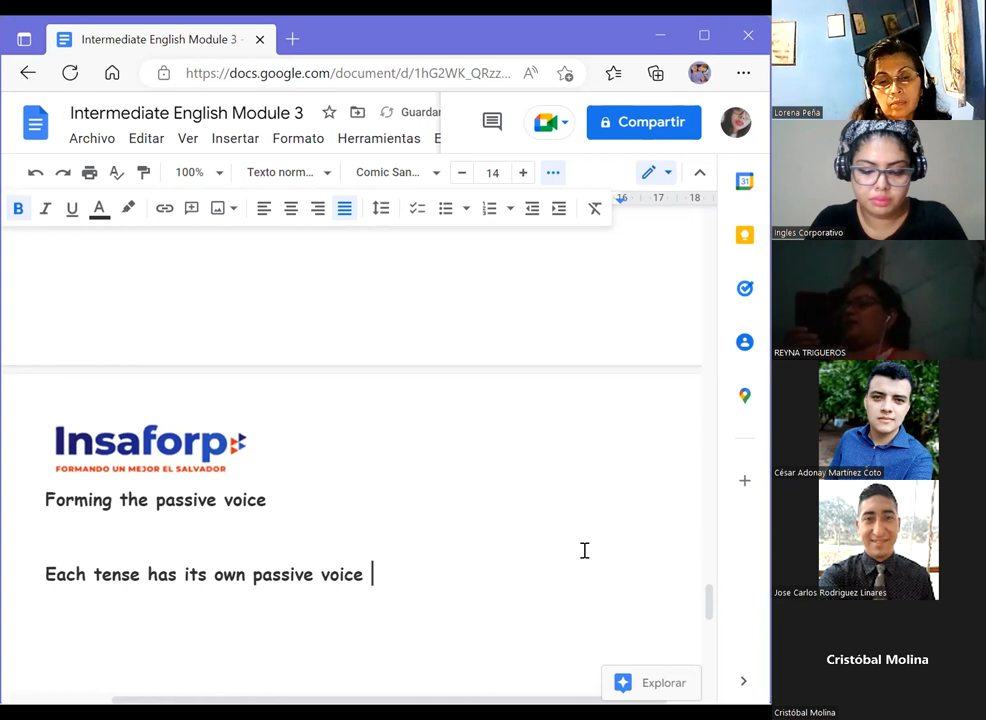 Intermediate English Module 3 -
https://docs.google.com/document/d/1hG2WK_QRzz...
Intermediate English Module 3
Guardar
Archivo Editar Ver Insertar Formato Herramientas E
Compartir
100% Texto norm... Comic San... 14
16 17 18
31
Insaforp
FORMANDO UN MEJOR EL SALVADOR
Forming the passive voice
Each tense has its own passive voice
Explorar
Lorena Peña
Ingles Corporativo
REYNA TRIGUEROS
César Adonay Martínez Coto
Jose Carlos Rodriguez Linares
Cristóbal Molina
Cristóbal Molina